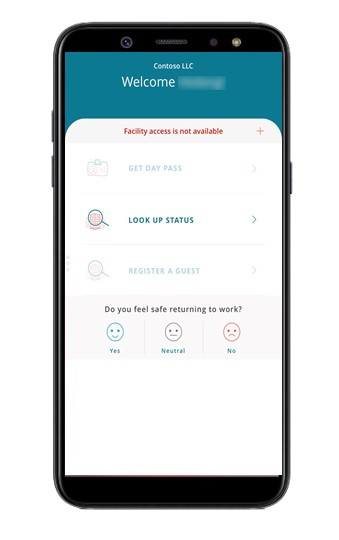 Contoso LLC
Welcome
Facility access is not available
GET DAY PASS
LOOK UP STATUS
REGISTER A GUEST
Do you feel safe returning to work?
Yes
Neutral
No